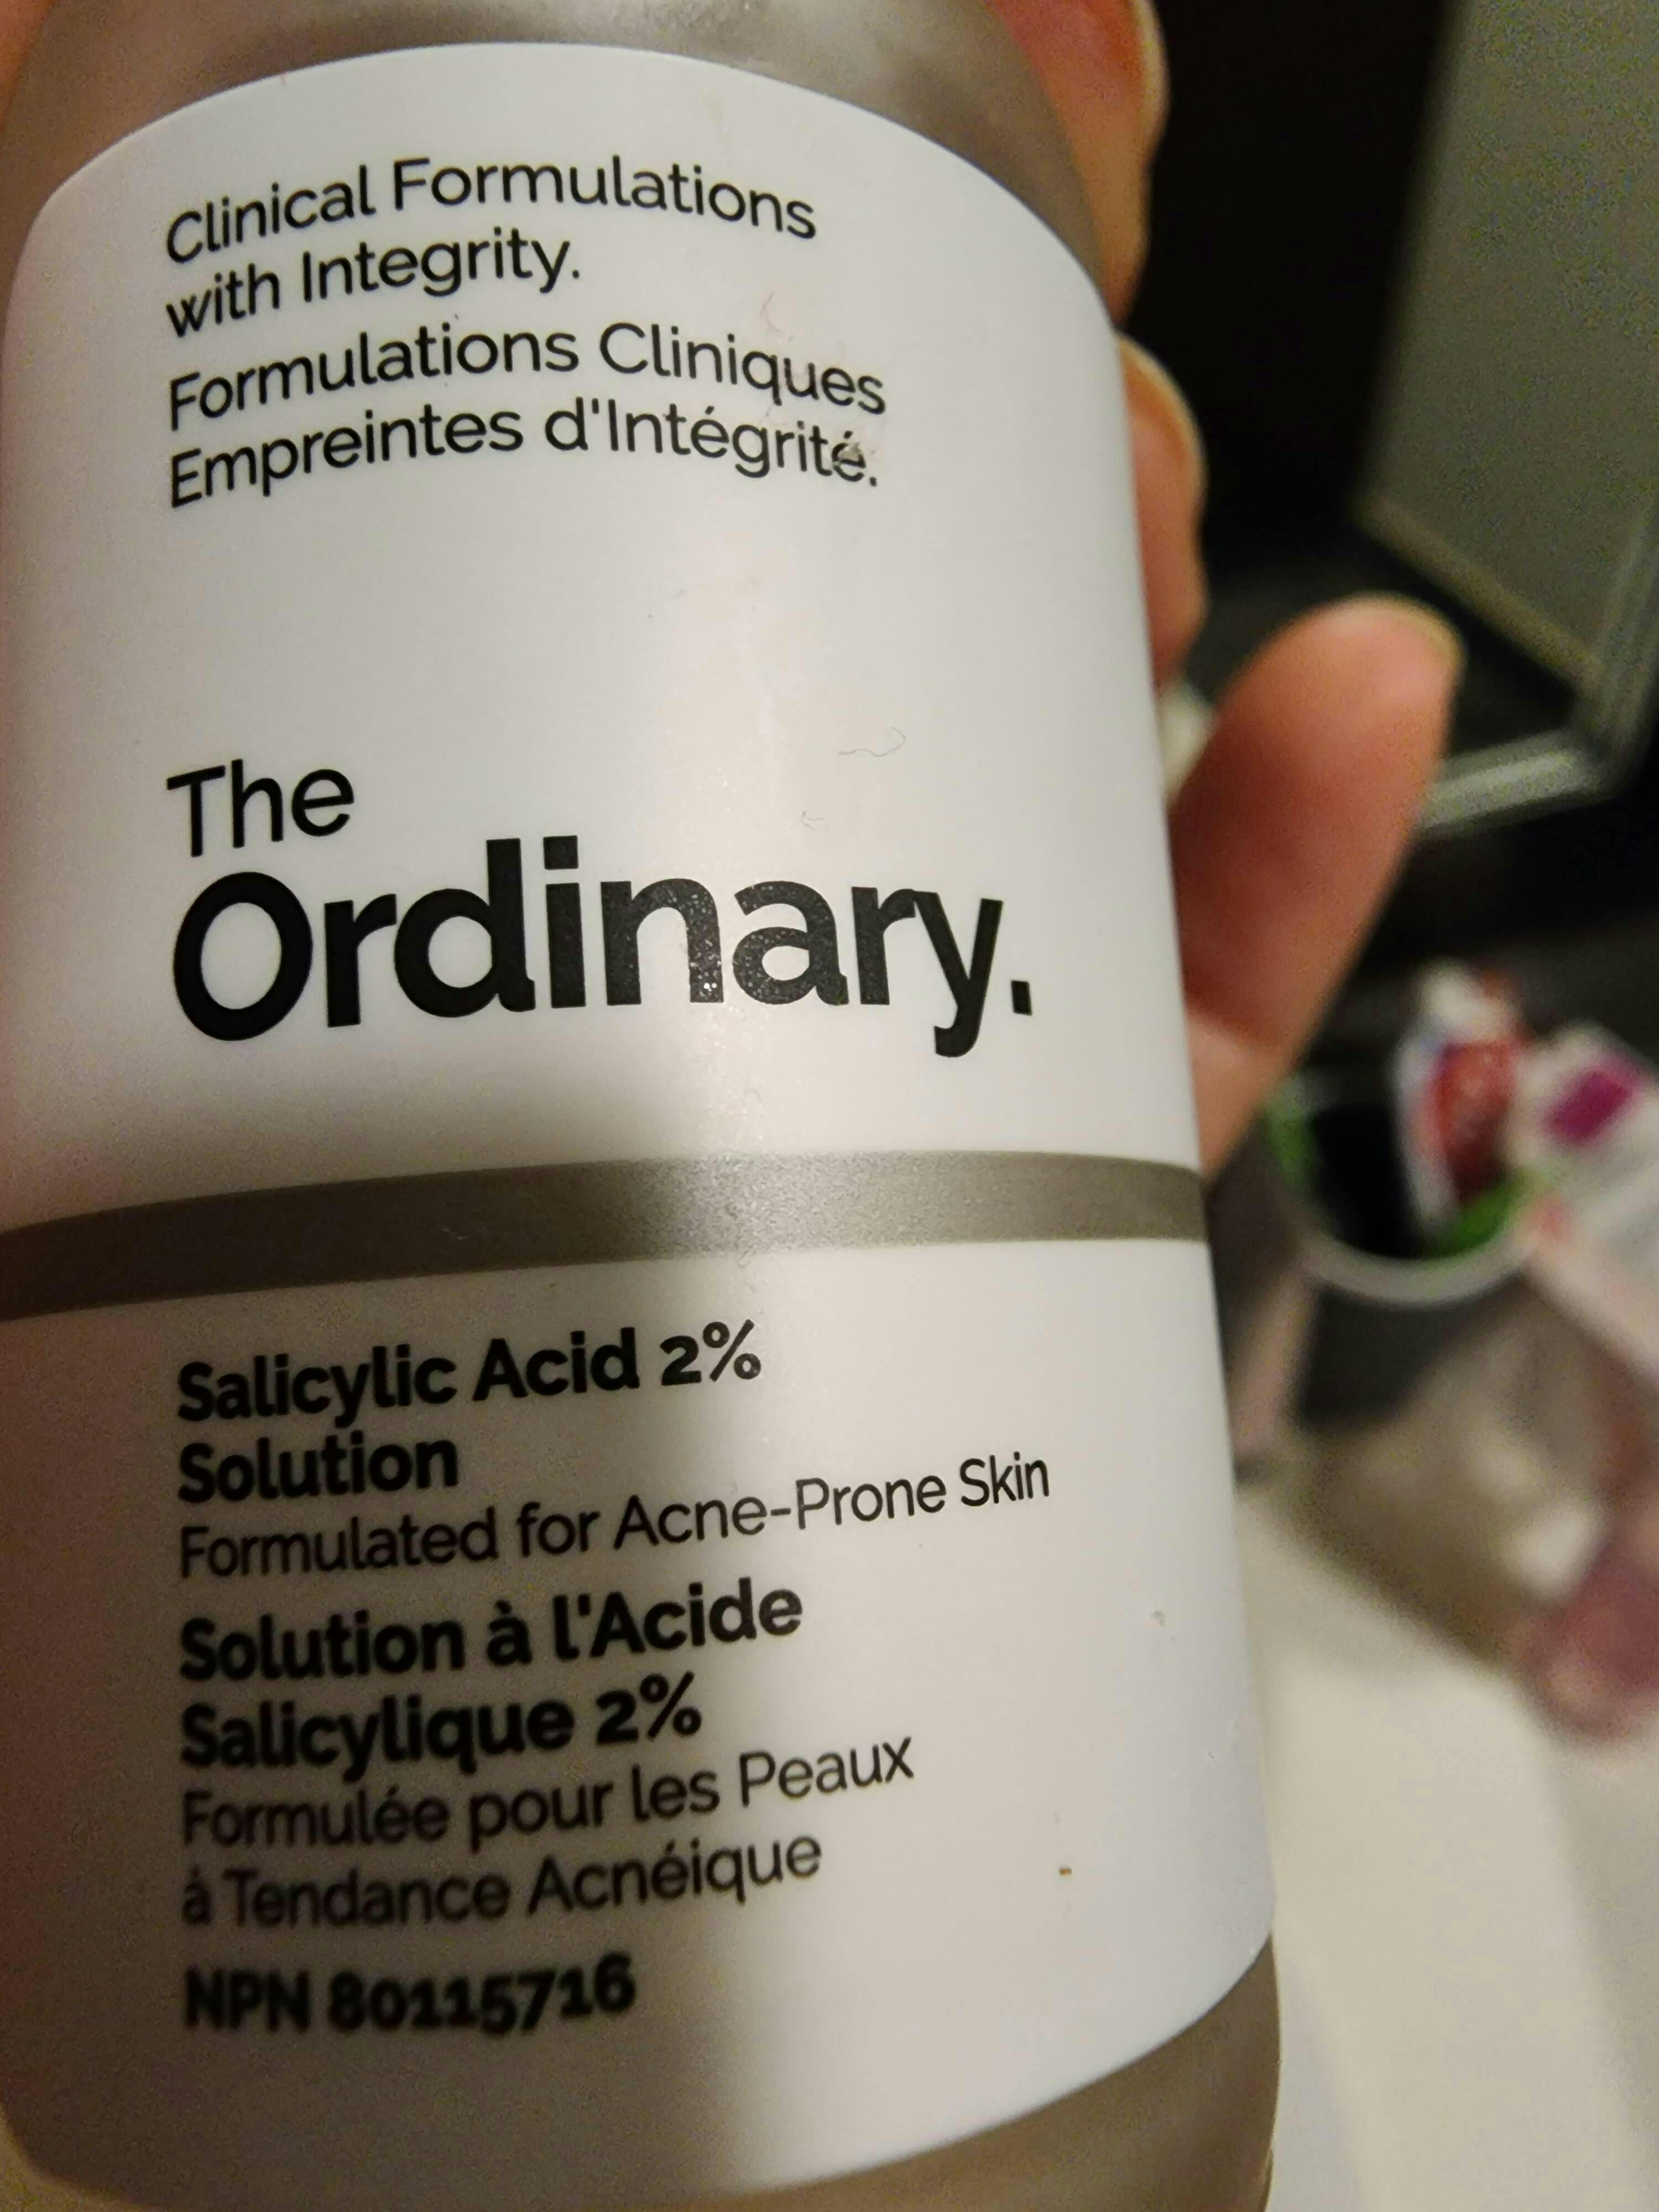 Clinical Formulations
with Integrity.
Formulations Cliniques
Empreintes d'Intégrité.
The
Ordinary.
Salicylic Acid 2%
Solution
Formulated for Acne-Prone Skin
Solution à l'Acide
Salicylique 2%
Formulée pour les Peaux
à Tendance Acnéique
NPN 80115716